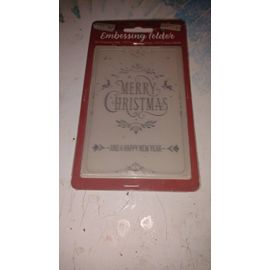 Embossing folder
MERRY
CHRISTMAS
AND A HAPPY NEW YEAR